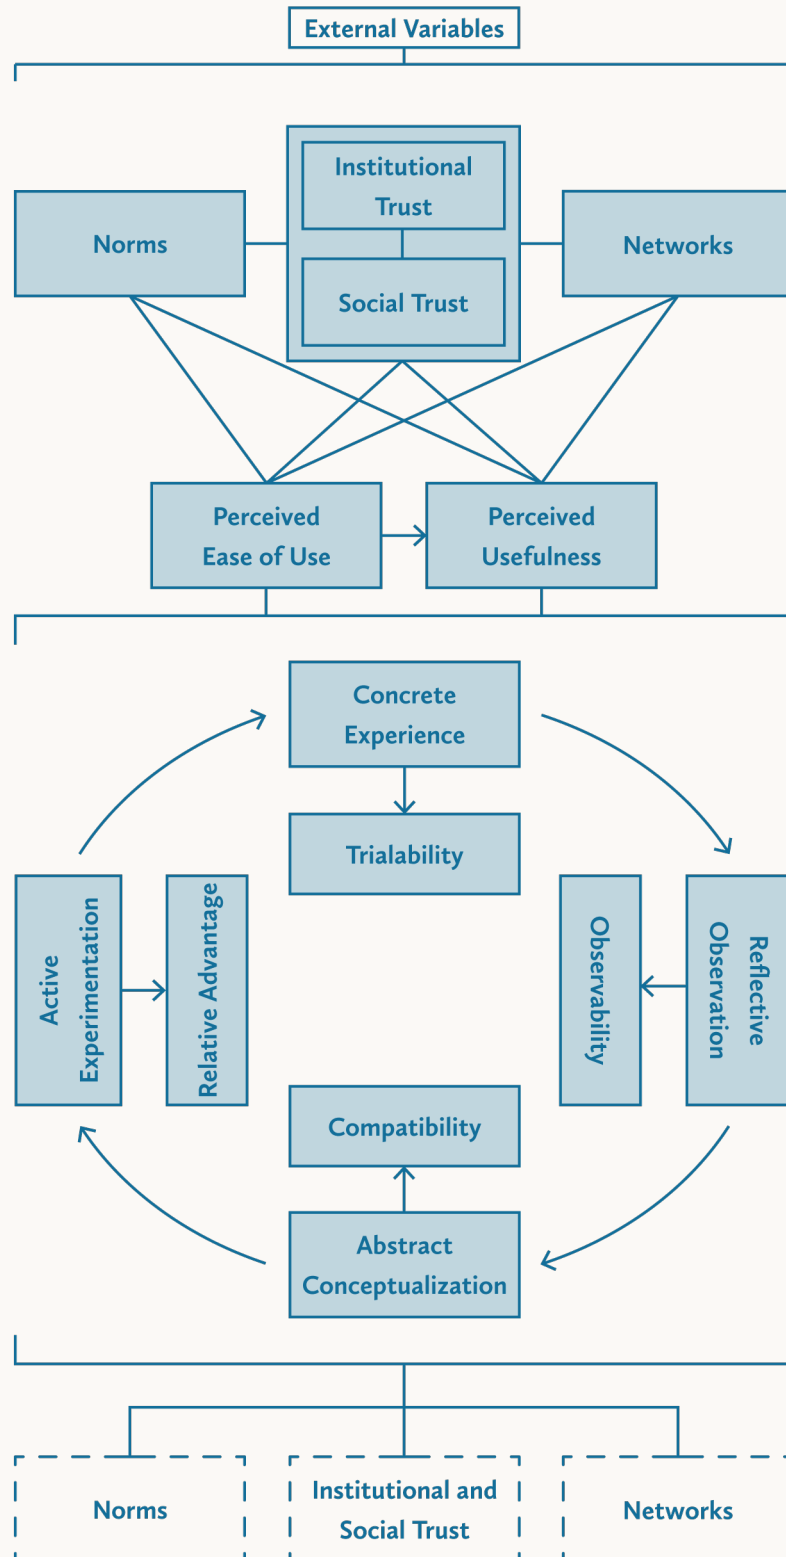 External Variables
Institutional
Trust
Norms
Social Trust
Networks
Perceived
Ease of Use
Perceived
Usefulness
Concrete
Experience
Trialability
Active
Experimentation
Relative Advantage
Observability
Reflective
Observation
Compatibility
Abstract
Conceptualization
Norms
Institutional and
Social Trust
Networks